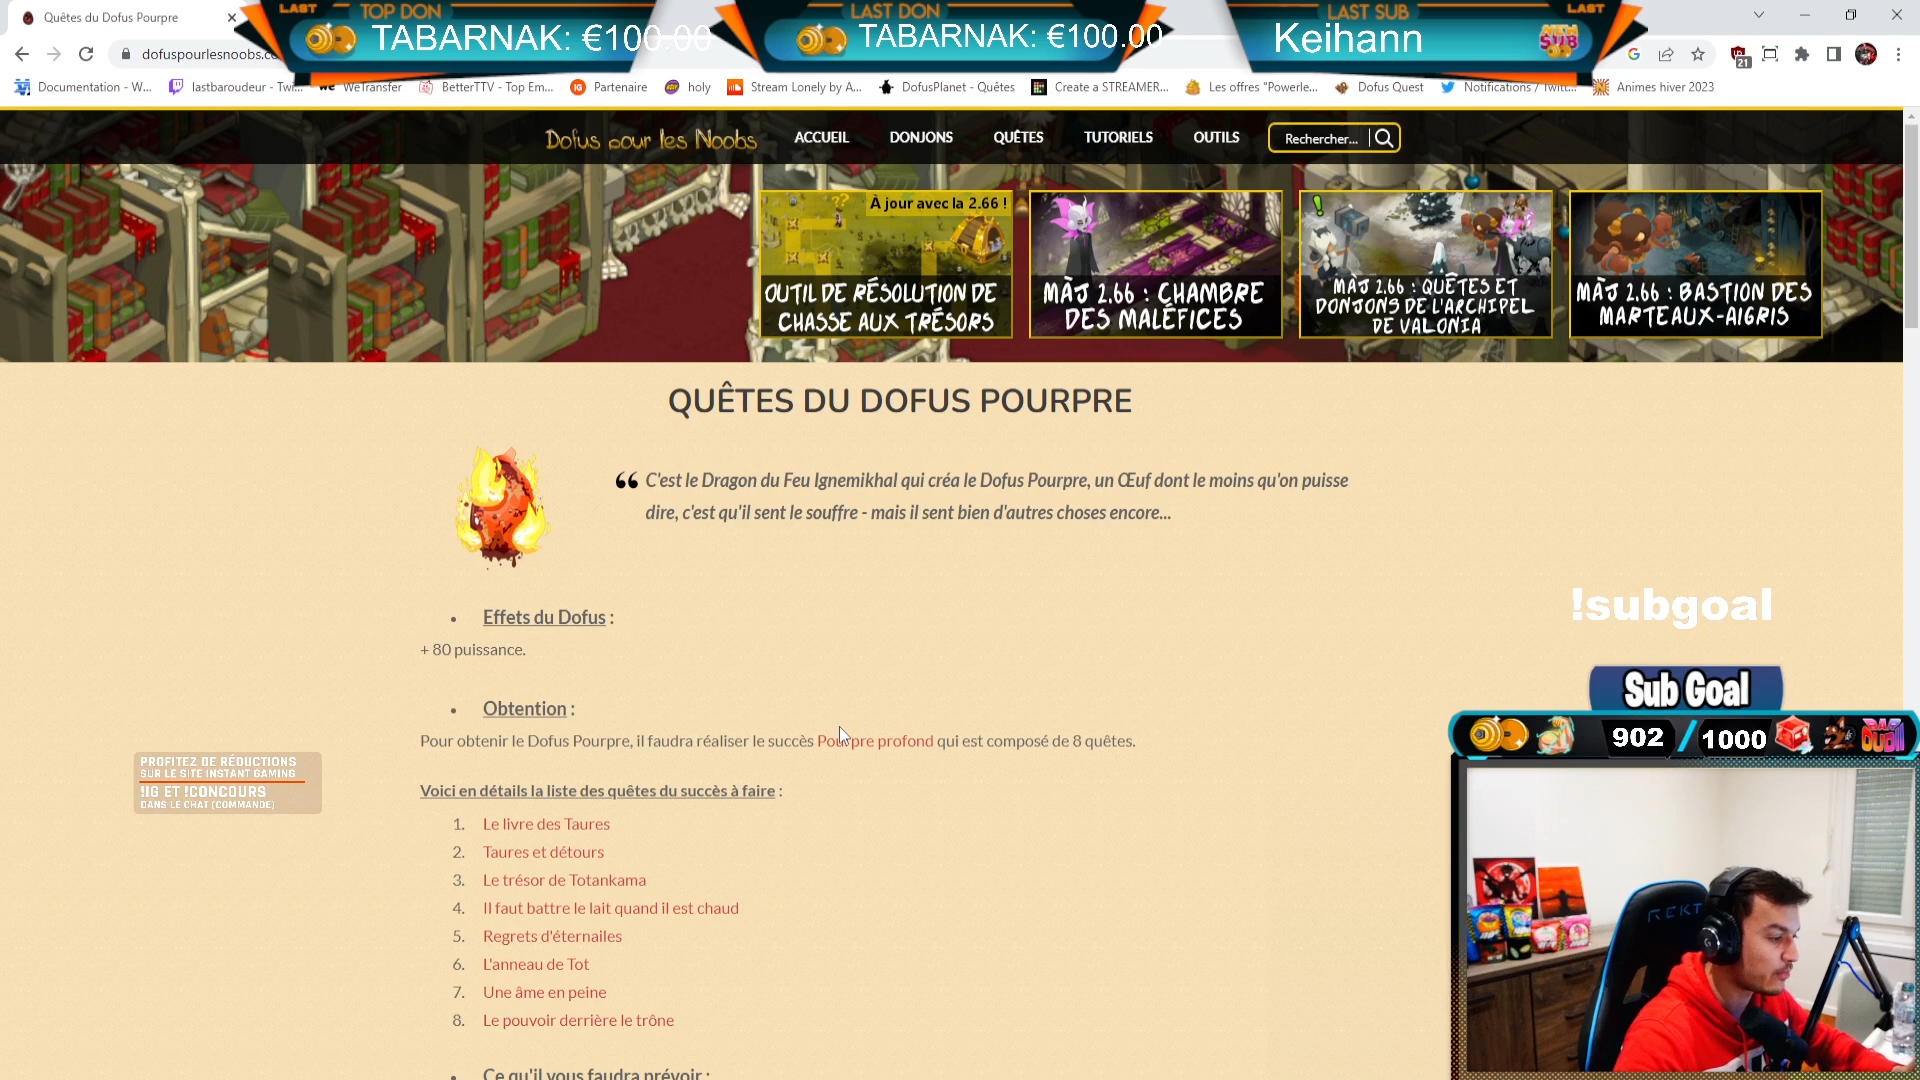 Quêtes du Dofus Pourpre
LAST TOP DON
TABARNAK: €100.00
LAST DON
TABARNAK: €100.00
LAST SUB
LAST
Keihann
NEW SUB
dofuspourlesnoobs.co
21
Documentation - W...
lastbaroudeur - Twi...
WeTransfer
BetterTTV - Top Em...
Partenaire
holy
Stream Lonely by A...
DofusPlanet - Quêtes
Create a STREAMER...
Les offres "Powerle...
Dofus Quest
Notifications / Twitt...
Animes hiver 2023
Dofus pour les Noobs
ACCUEIL
DONJONS
QUÊTES
TUTORIELS
OUTILS
Rechercher...
À jour avec la 2.66 !
OUTIL DE RÉSOLUTION DE
CHASSE AUX TRÉSORS
MÀJ 2.66 : CHAMBRE
DES MALÉFICES
MÀJ 2.66 : QUÊTES ET
DONJONS DE L'ARCHIPEL
DE VALONIA
MÀJ 2.66 : BASTION DES
MARTEAUX-AIGRIS
QUÊTES DU DOFUS POURPRE
C'est le Dragon du Feu Ignemikhal qui créa le Dofus Pourpre, un Œuf dont le moins qu'on puisse
dire, c'est qu'il sent le souffre - mais il sent bien d'autres choses encore...
• Effets du Dofus :
+ 80 puissance.
• Obtention :
Pour obtenir le Dofus Pourpre, il faudra réaliser le succès Pourpre profond qui est composé de 8 quêtes.
Voici en détails la liste des quêtes du succès à faire :
1. Le livre des Taures
2. Taures et détours
3. Le trésor de Totankama
4. Il faut battre le lait quand il est chaud
5. Regrets d'éternailes
6. L'anneau de Tot
7. Une âme en peine
8. Le pouvoir derrière le trône
• Ce qu'il vous faudra prévoir :
PROFITEZ DE RÉDUCTIONS
SUR LE SITE INSTANT GAMING
!IG ET !CONCOURS
DANS LE CHAT (COMMANDE)
!subgoal
Sub Goal
902 / 1000
REKT